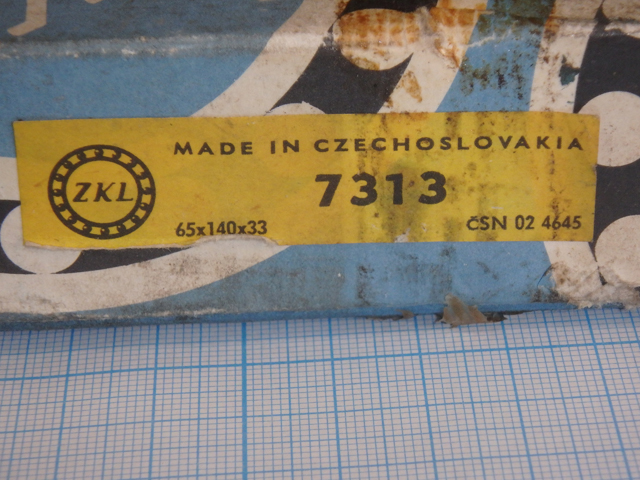 MADE IN CZECHOSLOVAKIA
ZKL
7313
65x140x33
ČSN 02 4645